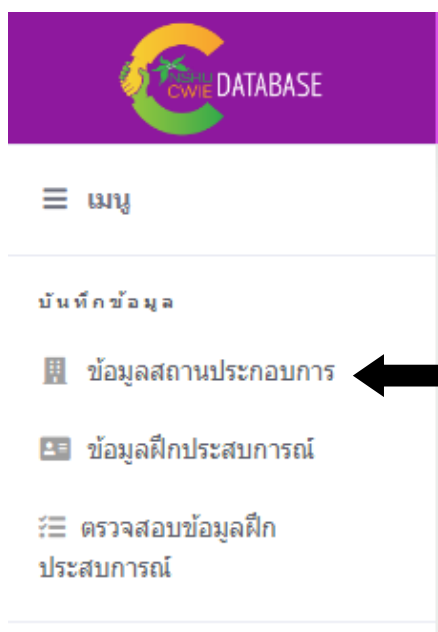 NSHU
CWIE DATABASE
เมนู
บันทึกข้อมูล
ข้อมูลสถานประกอบการ
ข้อมูลฝึกประสบการณ์
ตรวจสอบข้อมูลฝึก
ประสบการณ์